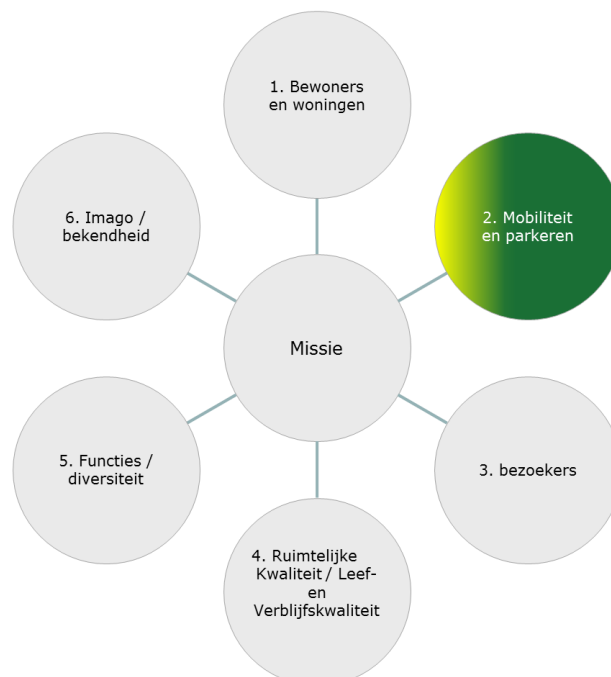 1. Bewoners
en woningen
2. Mobiliteit
en parkeren
6. Imago /
bekendheid
Missie
5. Functies /
diversiteit
3. bezoekers
4. Ruimtelijke
Kwaliteit / Leef-
en
Verblijfskwaliteit